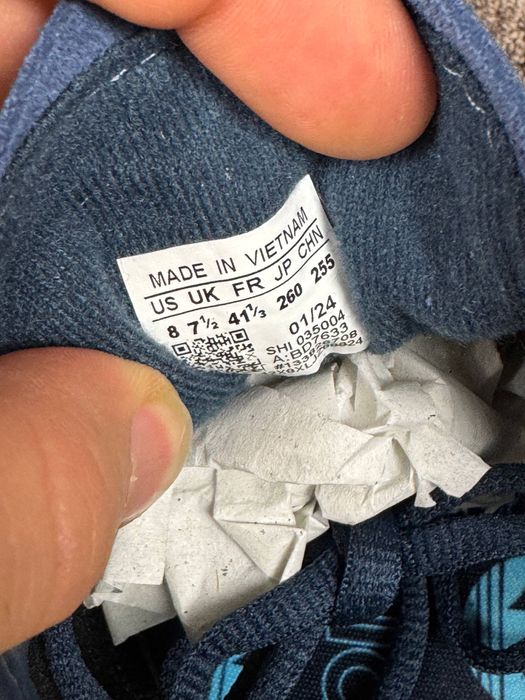 MADE IN VIETNAM
US UK FR JP CHN
8 7½ 41⅓ 260 255
01/24
SHI 035004
A:BD7633